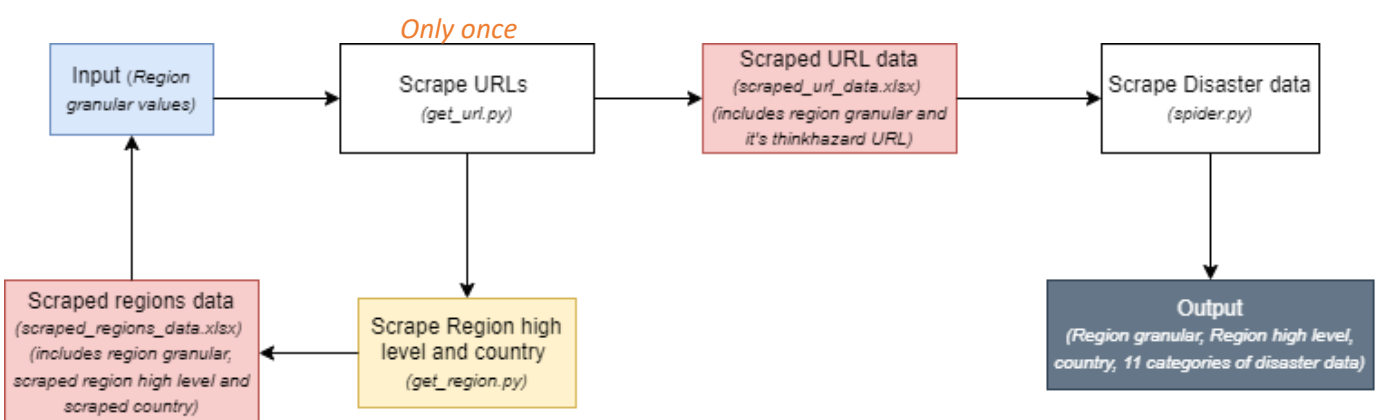 Only once
Input (Region
granular values)
Scrape URLs
(get_url.py)
Scraped URL data
(scraped_url_data.xlsx)
(includes region granular and
it's thinkhazard URL)
Scrape Disaster data
(spider.py)
Scraped regions data
(scraped_regions_data.xlsx)
(includes region granular,
scraped region high level and
scraped country)
Scrape Region high
level and country
(get_region.py)
Output
(Region granular, Region high level,
country, 11 categories of disaster data)